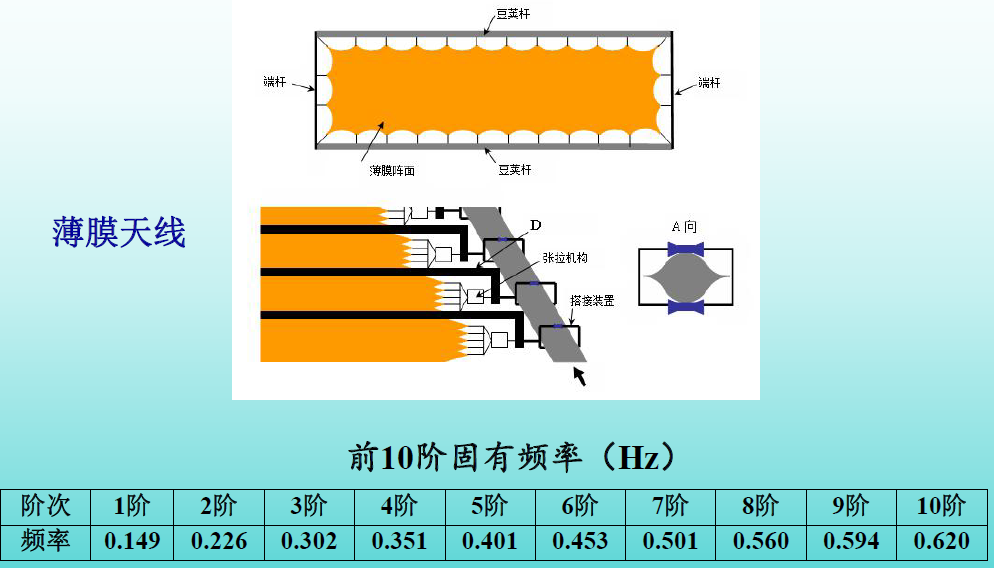 豆荚杆
端杆
端杆
薄膜阵面
豆荚杆
薄膜天线
D
A向
张拉机构
搭接装置
前10阶固有频率（Hz）
阶次 1阶 2阶 3阶 4阶 5阶 6阶 7阶 8阶 9阶 10阶
频率 0.149 0.226 0.302 0.351 0.401 0.453 0.501 0.560 0.594 0.620